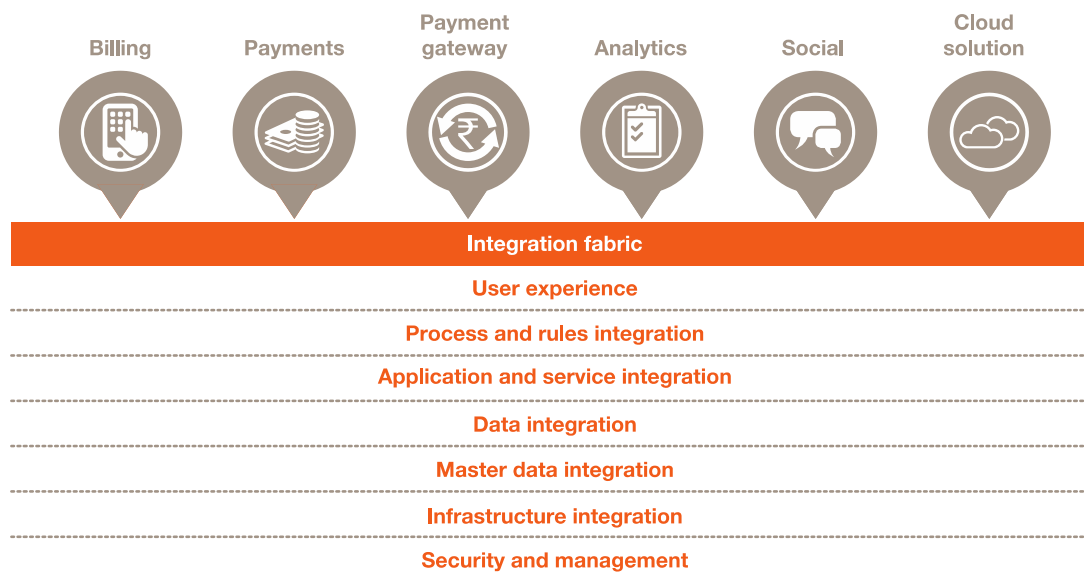 Billing
Payments
Payment
gateway
Analytics
Social
Cloud
solution
₹
Integration fabric
User experience
Process and rules integration
Application and service integration
Data integration
Master data integration
Infrastructure integration
Security and management